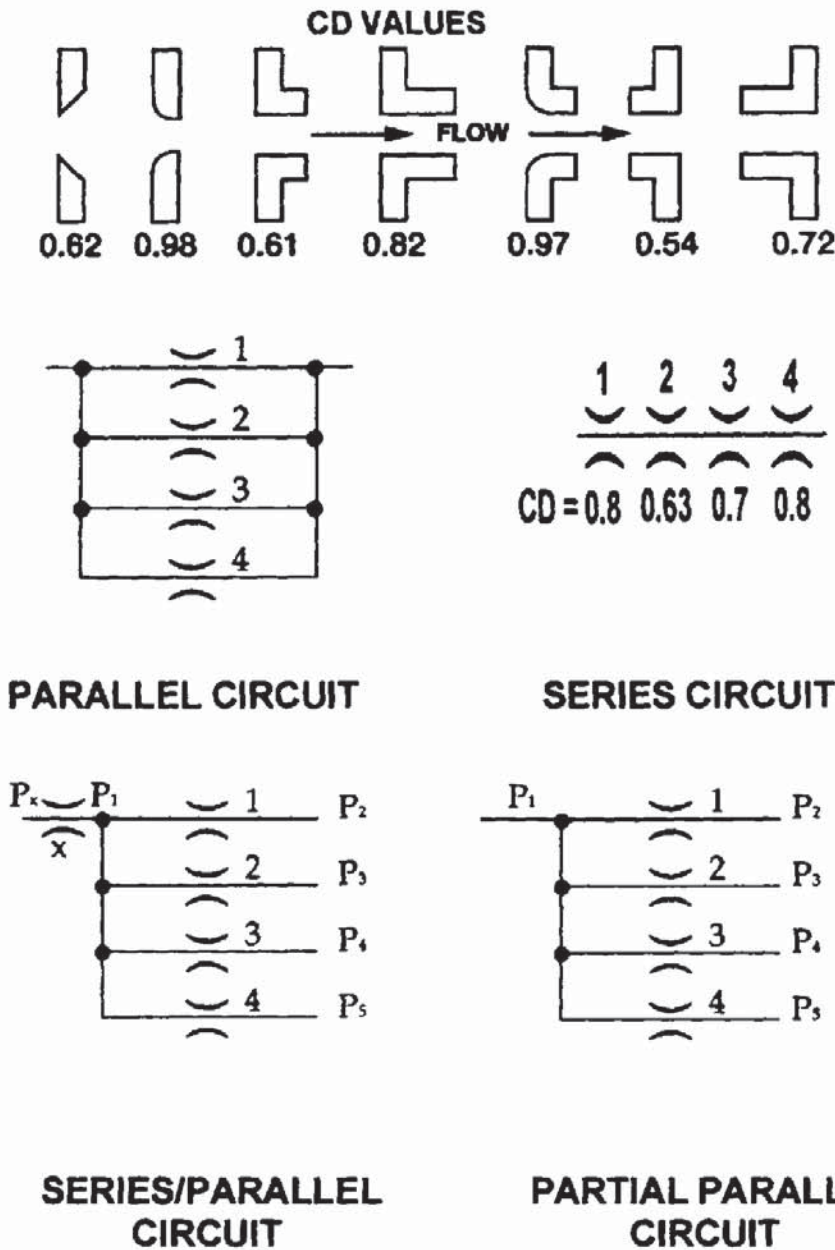 CD VALUES
FLOW
0.62 0.98 0.61 0.82 0.97 0.54 0.72
1
2
3
4
1 2 3 4
CD = 0.8 0.63 0.7 0.8
PARALLEL CIRCUIT
SERIES CIRCUIT
Pₓ P₁ 1 P₂
x
2 P₃
3 P₄
4 P₅
P₁ 1 P₂
2 P₃
3 P₄
4 P₅
SERIES/PARALLEL
CIRCUIT
PARTIAL PARALL
CIRCUIT